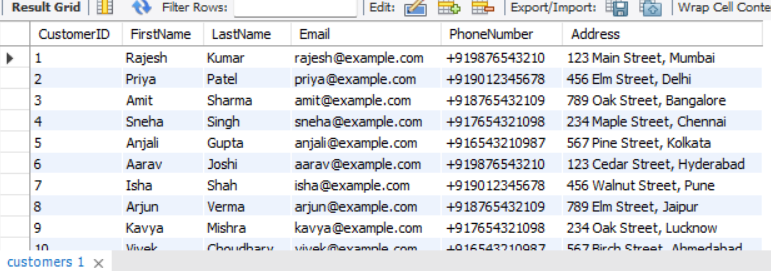 Result Grid Filter Rows: Edit: Export/Import: Wrap Cell Conte
CustomerID FirstName LastName Email PhoneNumber Address
1 Rajesh Kumar rajesh@example.com +919876543210 123 Main Street, Mumbai
2 Priya Patel priya@example.com +919012345678 456 Elm Street, Delhi
3 Amit Sharma amit@example.com +918765432109 789 Oak Street, Bangalore
4 Sneha Singh sneha@example.com +917654321098 234 Maple Street, Chennai
5 Anjali Gupta anjali@example.com +916543210987 567 Pine Street, Kolkata
6 Aarav Joshi aarav@example.com +919876543210 123 Cedar Street, Hyderabad
7 Isha Shah isha@example.com +919012345678 456 Walnut Street, Pune
8 Arjun Verma arjun@example.com +918765432109 789 Elm Street, Jaipur
9 Kavya Mishra kavya@example.com +917654321098 234 Oak Street, Lucknow
10 Vivek Choudhary vivek@example.com +916543210987 567 Birch Street, Ahmedabad
customers 1